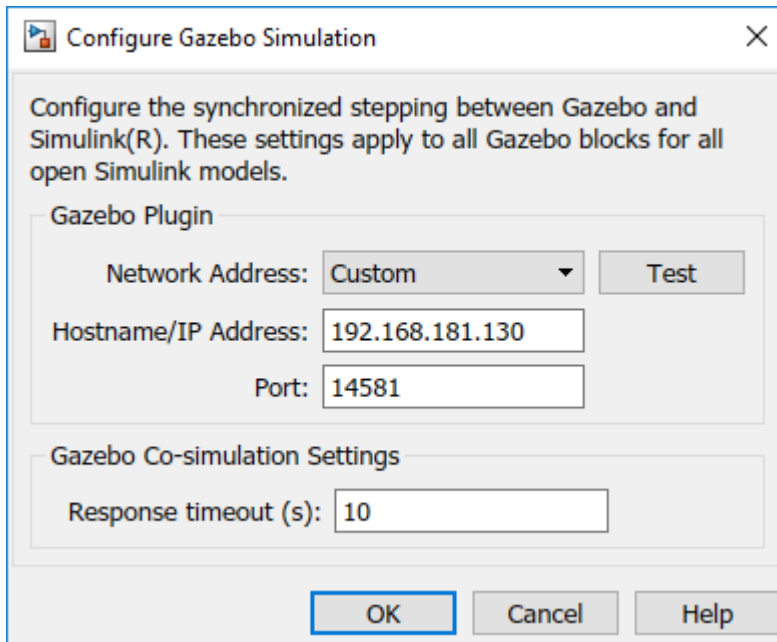 Configure Gazebo Simulation
Configure the synchronized stepping between Gazebo and
Simulink(R). These settings apply to all Gazebo blocks for all
open Simulink models.
Gazebo Plugin
Network Address: Custom Test
Hostname/IP Address: 192.168.181.130
Port: 14581
Gazebo Co-simulation Settings
Response timeout (s): 10
OK Cancel Help